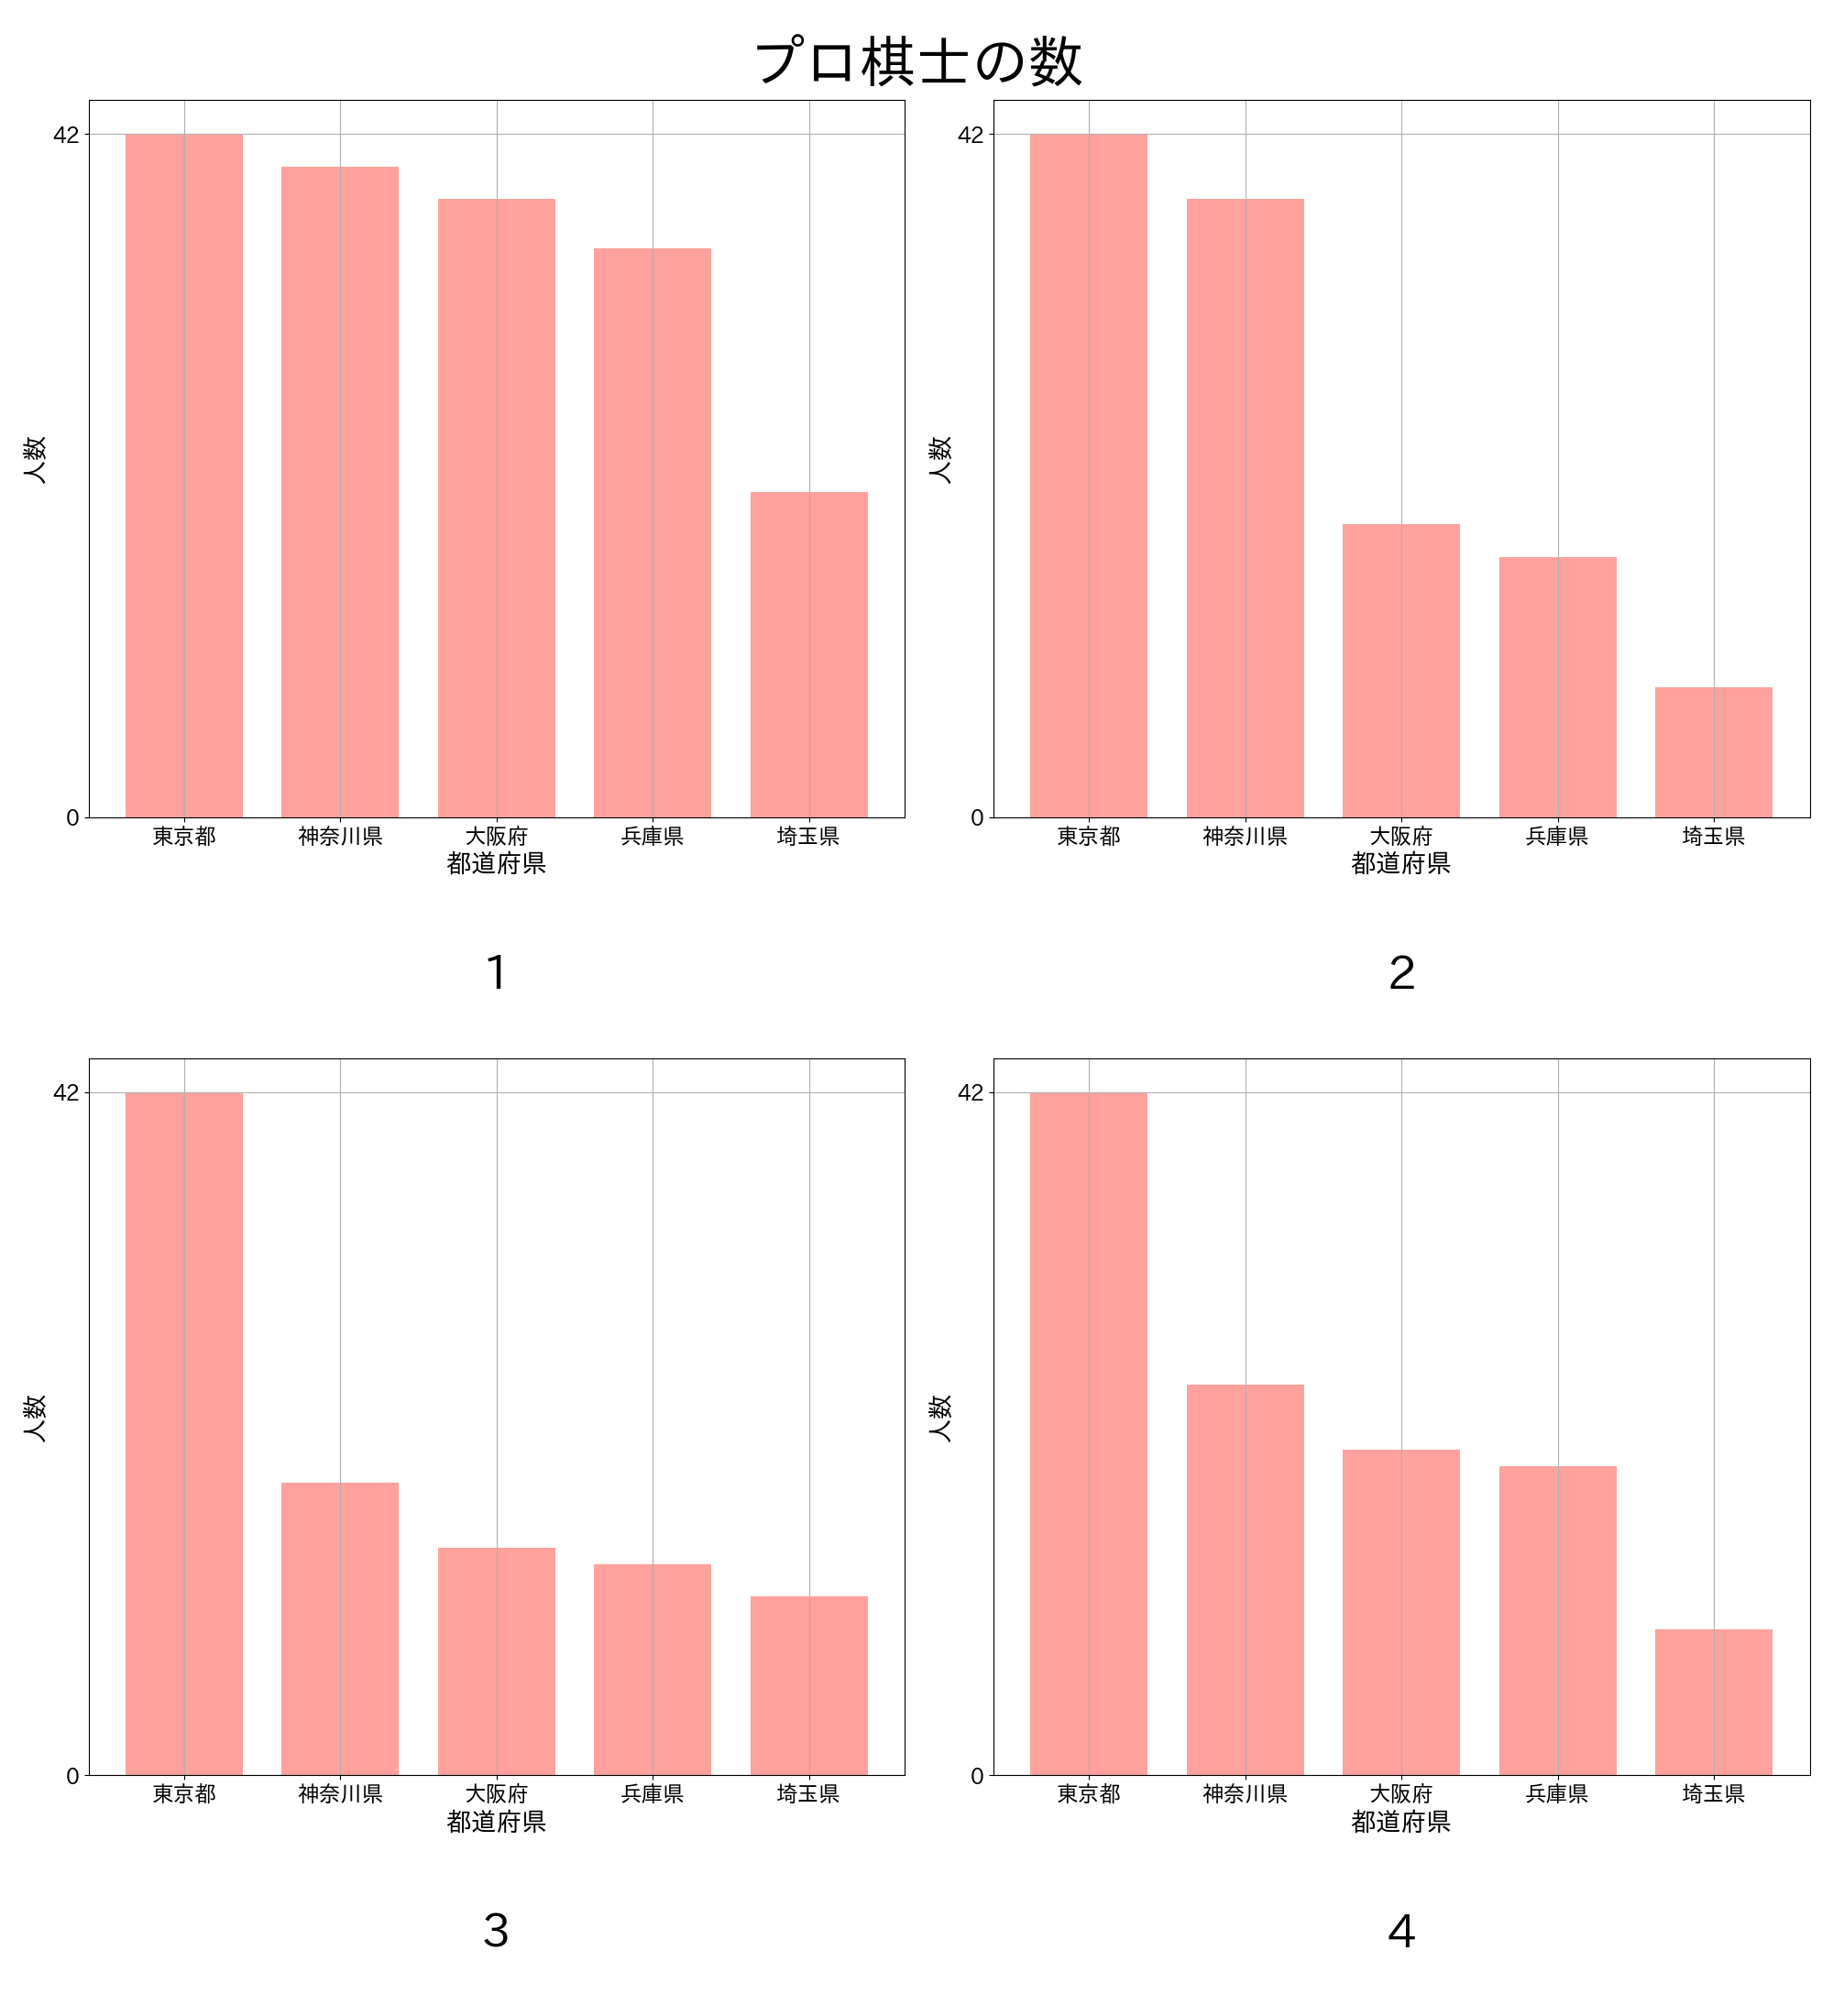 プロ棋士の数
42
0
人数
東京都 神奈川県 大阪府 兵庫県 埼玉県
都道府県
1
42
0
人数
東京都 神奈川県 大阪府 兵庫県 埼玉県
都道府県
2
42
0
人数
東京都 神奈川県 大阪府 兵庫県 埼玉県
都道府県
3
42
0
人数
東京都 神奈川県 大阪府 兵庫県 埼玉県
都道府県
4